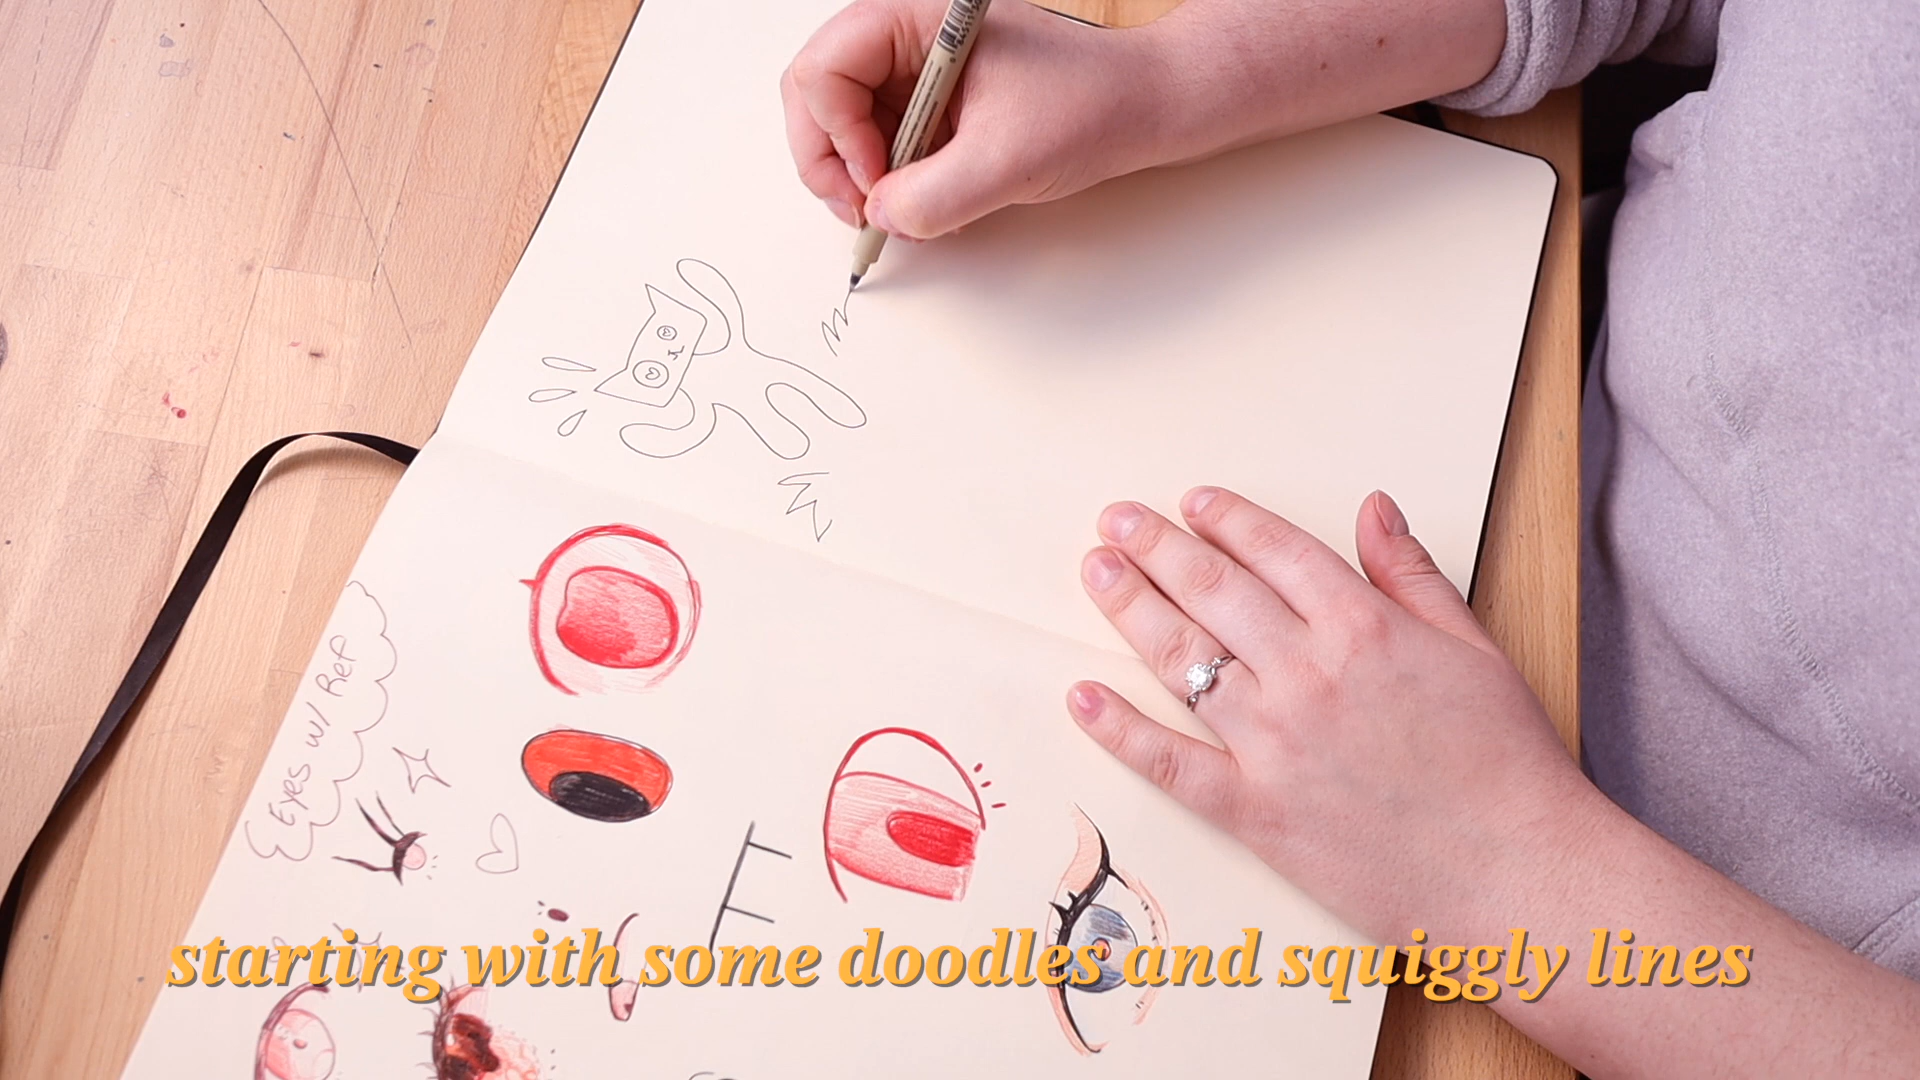 Eyes w/ Ref
starting with some doodles and squiggly lines